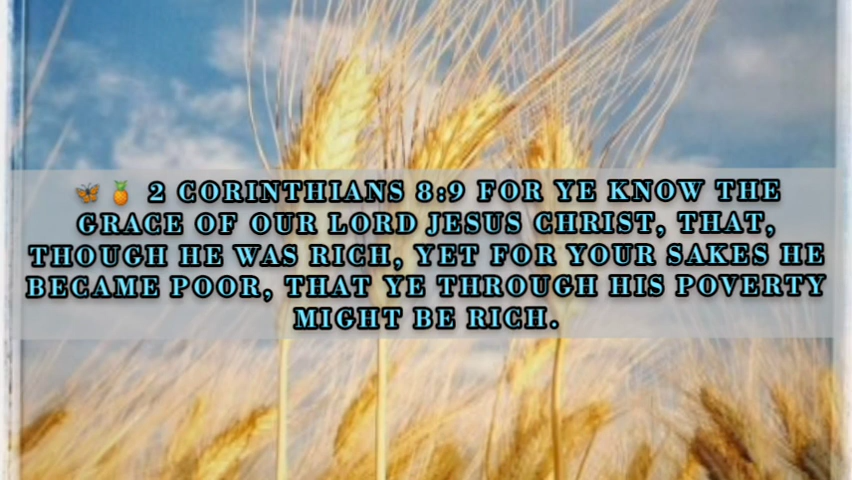 🦋🍍 2 CORINTHIANS 8:9 FOR YE KNOW THE
GRACE OF OUR LORD JESUS CHRIST, THAT,
THOUGH HE WAS RICH, YET FOR YOUR SAKES HE
BECAME POOR, THAT YE THROUGH HIS POVERTY
MIGHT BE RICH.